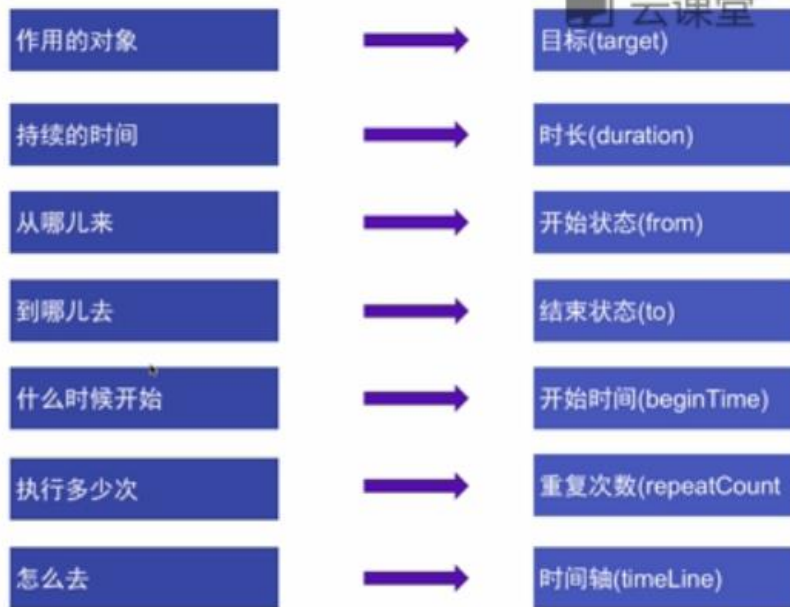 云课堂
作用的对象
目标(target)
持续的时间
时长(duration)
从哪儿来
开始状态(from)
到哪儿去
结束状态(to)
什么时候开始
开始时间(beginTime)
执行多少次
重复次数(repeatCount
怎么去
时间轴(timeLine)